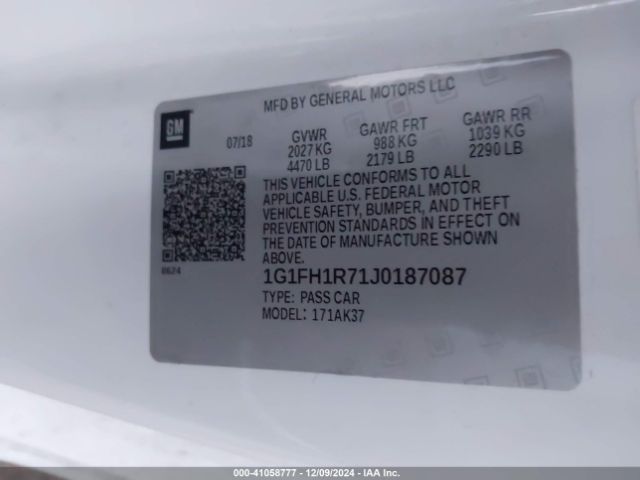 MFD BY GENERAL MOTORS LLC
GM
07/18
GVWR GAWR FRT GAWR RR
2027 KG 988 KG 1039 KG
4470 LB 2179 LB 2290 LB
THIS VEHICLE CONFORMS TO ALL
APPLICABLE U.S. FEDERAL MOTOR
VEHICLE SAFETY, BUMPER, AND THEFT
PREVENTION STANDARDS IN EFFECT ON
THE DATE OF MANUFACTURE SHOWN
ABOVE.
0624
1G1FH1R71J0187087
TYPE: PASS CAR
MODEL: 171AK37
©-41058777 - 12/09/2024 - IAA Inc.